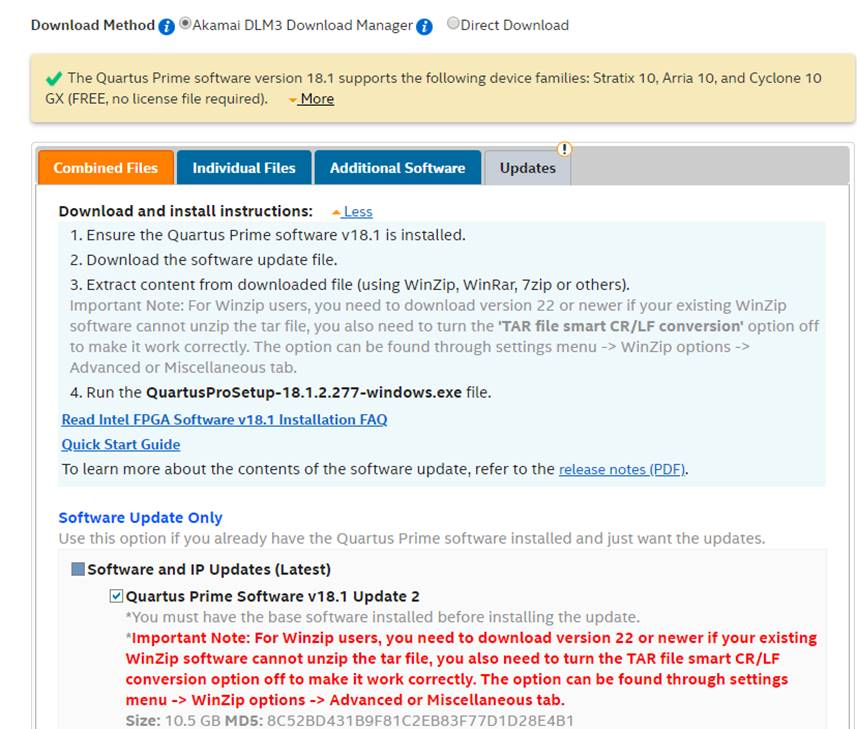 Download Method Akamai DLM3 Download Manager Direct Download
The Quartus Prime software version 18.1 supports the following device families: Stratix 10, Arria 10, and Cyclone 10
GX (FREE, no license file required). More
Combined Files Individual Files Additional Software Updates
Download and install instructions: Less
1. Ensure the Quartus Prime software v18.1 is installed.
2. Download the software update file.
3. Extract content from downloaded file (using WinZip, WinRar, 7zip or others).
Important Note: For Winzip users, you need to download version 22 or newer if your existing WinZip
software cannot unzip the tar file, you also need to turn the 'TAR file smart CR/LF conversion' option off
to make it work correctly. The option can be found through settings menu -> WinZip options ->
Advanced or Miscellaneous tab.
4. Run the QuartusProSetup-18.1.2.277-windows.exe file.
Read Intel FPGA Software v18.1 Installation FAQ
Quick Start Guide
To learn more about the contents of the software update, refer to the release notes (PDF).
Software Update Only
Use this option if you already have the Quartus Prime software installed and just want the updates.
Software and IP Updates (Latest)
Quartus Prime Software v18.1 Update 2
*You must have the base software installed before installing the update.
*Important Note: For Winzip users, you need to download version 22 or newer if your existing
WinZip software cannot unzip the tar file, you also need to turn the TAR file smart CR/LF
conversion option off to make it work correctly. The option can be found through settings
menu -> WinZip options -> Advanced or Miscellaneous tab.
Size: 10.5 GB MD5: 8C52BD431B9F81C2EB83F77D1D28E4B1